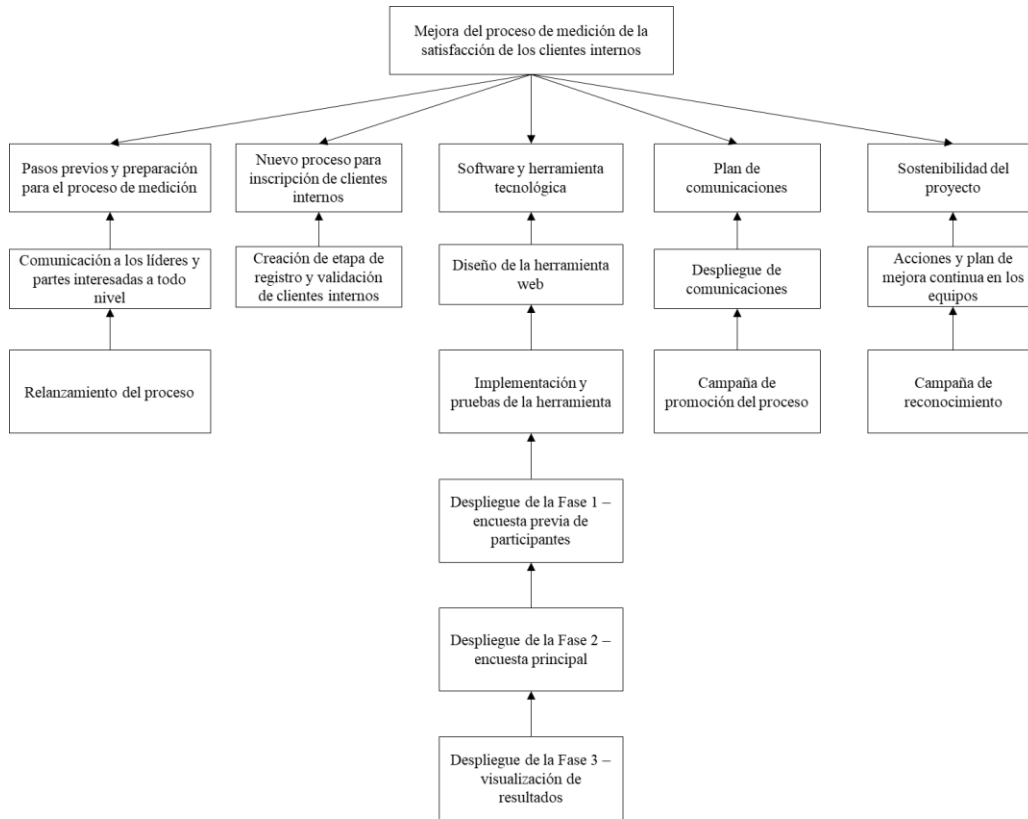 Mejora del proceso de medición de la
satisfacción de los clientes internos
Pasos previos y preparación
para el proceso de medición
Nuevo proceso para
inscripción de clientes
internos
Software y herramienta
tecnológica
Plan de
comunicaciones
Sostenibilidad del
proyecto
Comunicación a los líderes y
partes interesadas a todo
nivel
Creación de etapa de
registro y validación
de clientes internos
Diseño de la herramienta
web
Despliegue de
comunicaciones
Acciones y plan de
mejora continua en los
equipos
Relanzamiento del proceso
Implementación y
pruebas de la herramienta
Campaña de
promoción del proceso
Campaña de
reconocimiento
Despliegue de la Fase 1 –
encuesta previa de
participantes
Despliegue de la Fase 2 –
encuesta principal
Despliegue de la Fase 3 –
visualización de
resultados